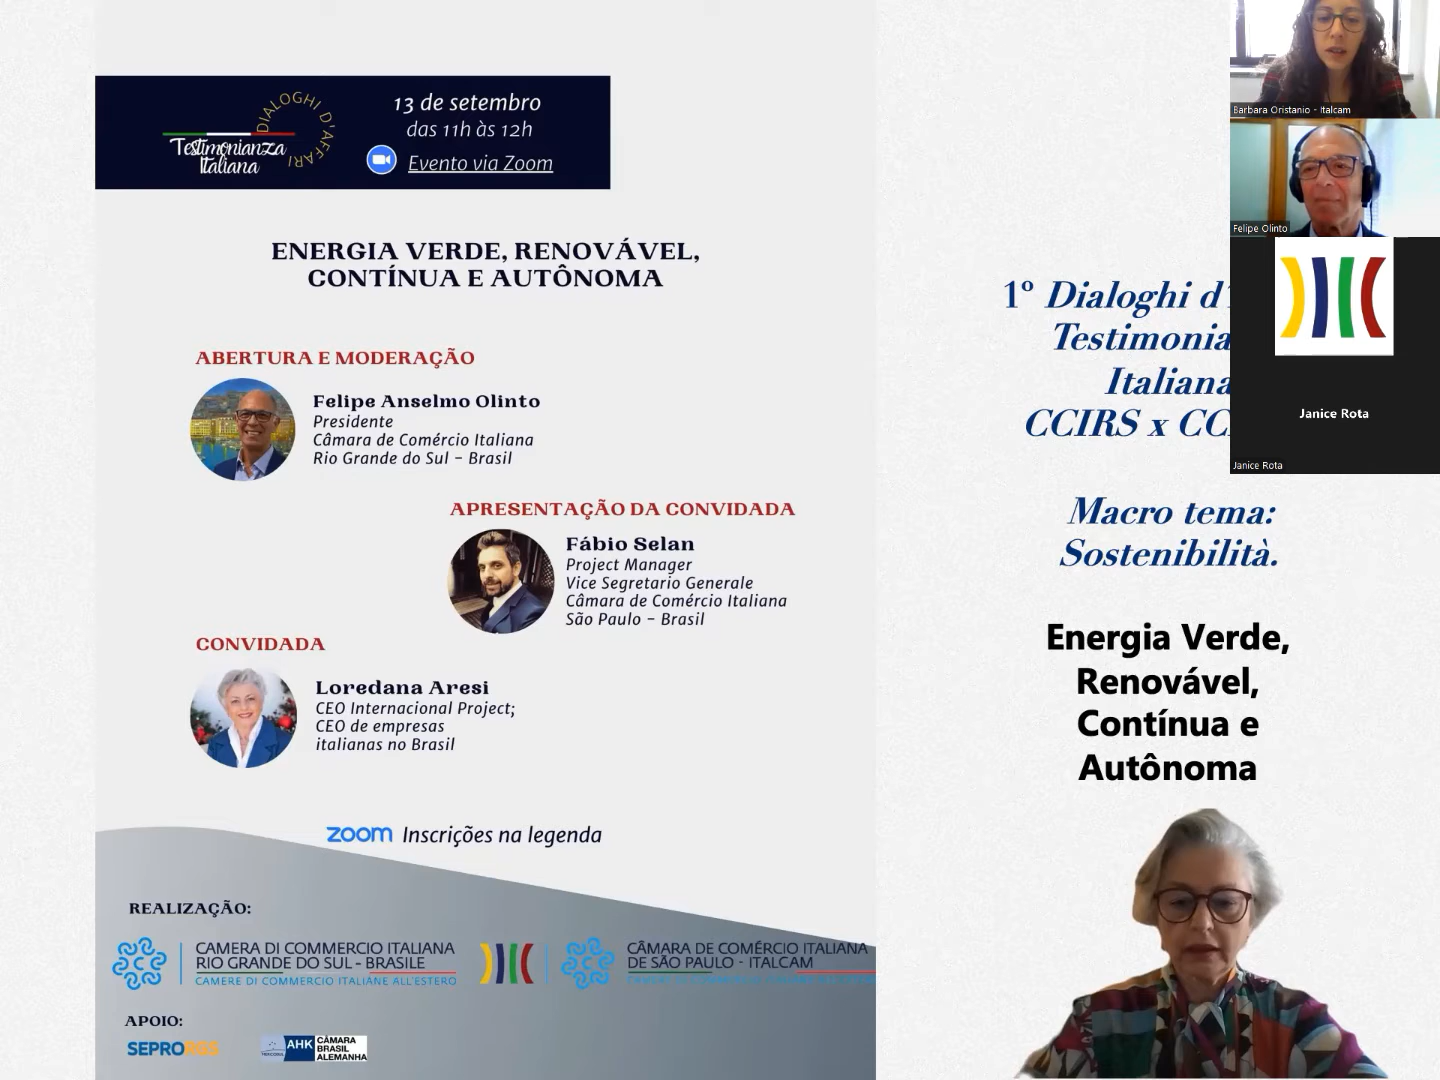 DIALOGHI D'AFFARI
Testimonianza
Italiana
13 de setembro
das 11h às 12h
Evento via Zoom
ENERGIA VERDE, RENOVÁVEL,
CONTÍNUA E AUTÔNOMA
ABERTURA E MODERAÇÃO
Felipe Anselmo Olinto
Presidente
Câmara de Comércio Italiana
Rio Grande do Sul – Brasil
APRESENTAÇÃO DA CONVIDADA
Fábio Selan
Project Manager
Vice Segretario Generale
Câmara de Comércio Italiana
São Paulo – Brasil
CONVIDADA
Loredana Aresi
CEO Internacional Project;
CEO de empresas
italianas no Brasil
zoom Inscrições na legenda
REALIZAÇÃO:
CAMERA DI COMMERCIO ITALIANA
RIO GRANDE DO SUL - BRASILE
CAMERE DI COMMERCIO ITALIANE ALL'ESTERO
CÂMARA DE COMÉRCIO ITALIANA
DE SÃO PAULO - ITALCAM
APOIO:
SEPRORGS
AHK
CÂMARA
BRASIL
ALEMANHA
1º Dialoghi d'
Testimonia
Italiana
CCIRS x CC
Macro tema:
Sostenibilità.
Energia Verde,
Renovável,
Contínua e
Autônoma
Barbara Oristanio - Italcam
Felipe Olinto
Janice Rota
Janice Rota